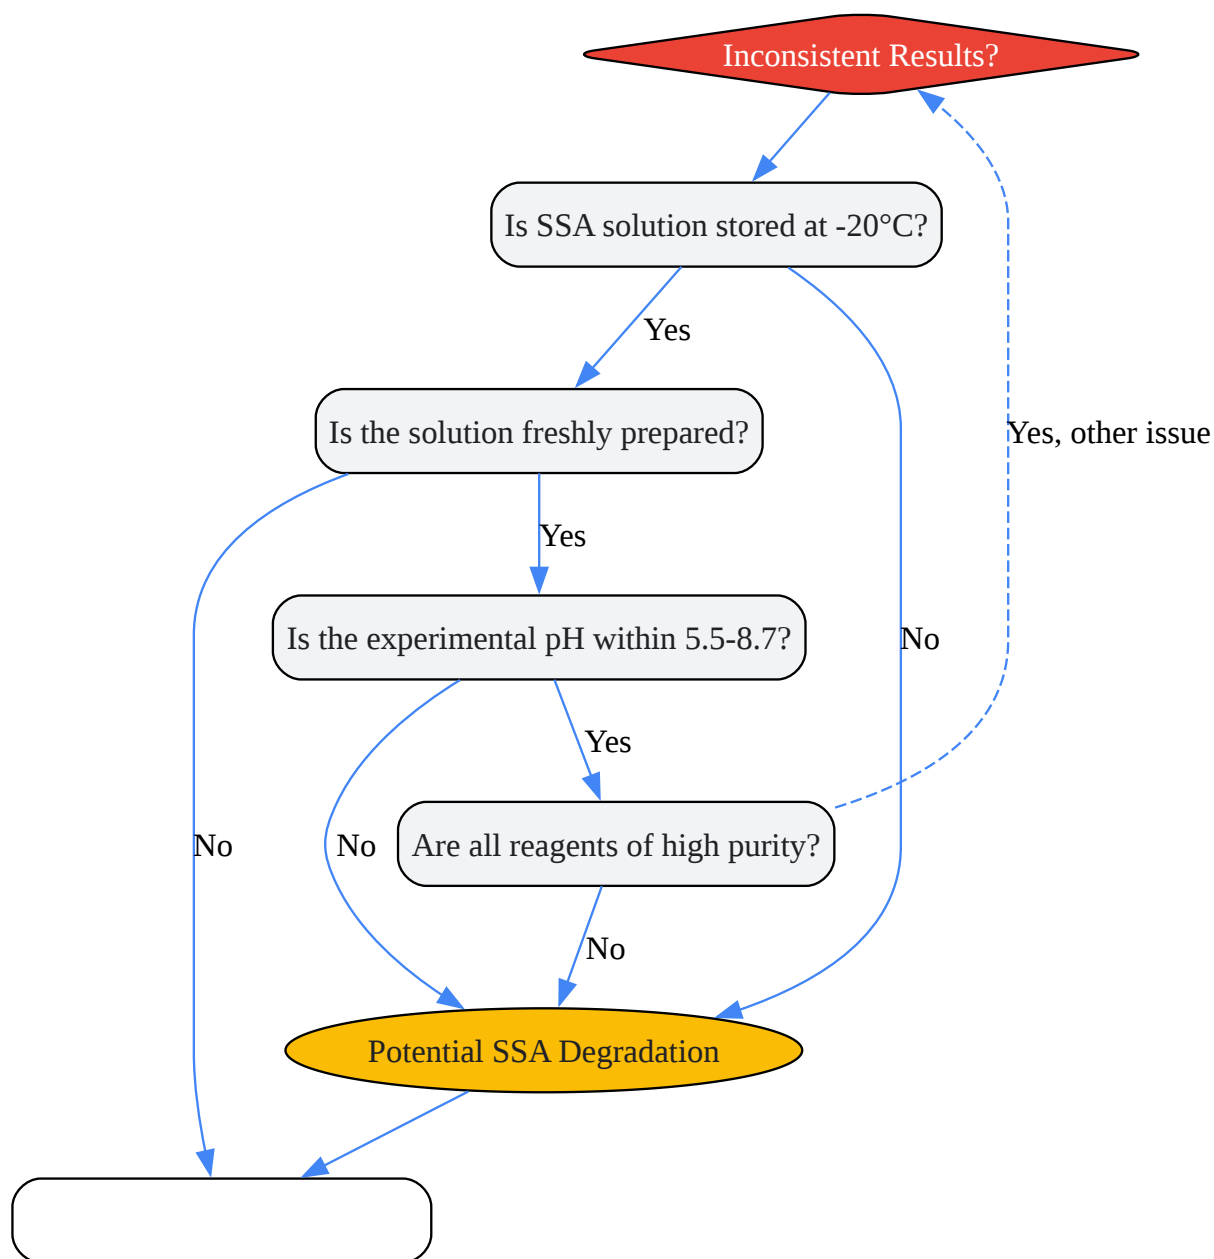 Inconsistent Results?
Is SSA solution stored at -20°C?
Yes
Is the solution freshly prepared?
Yes, other issue
Yes
Is the experimental pH within 5.5-8.7?
No
Yes
No
No
Are all reagents of high purity?
No
Potential SSA Degradation